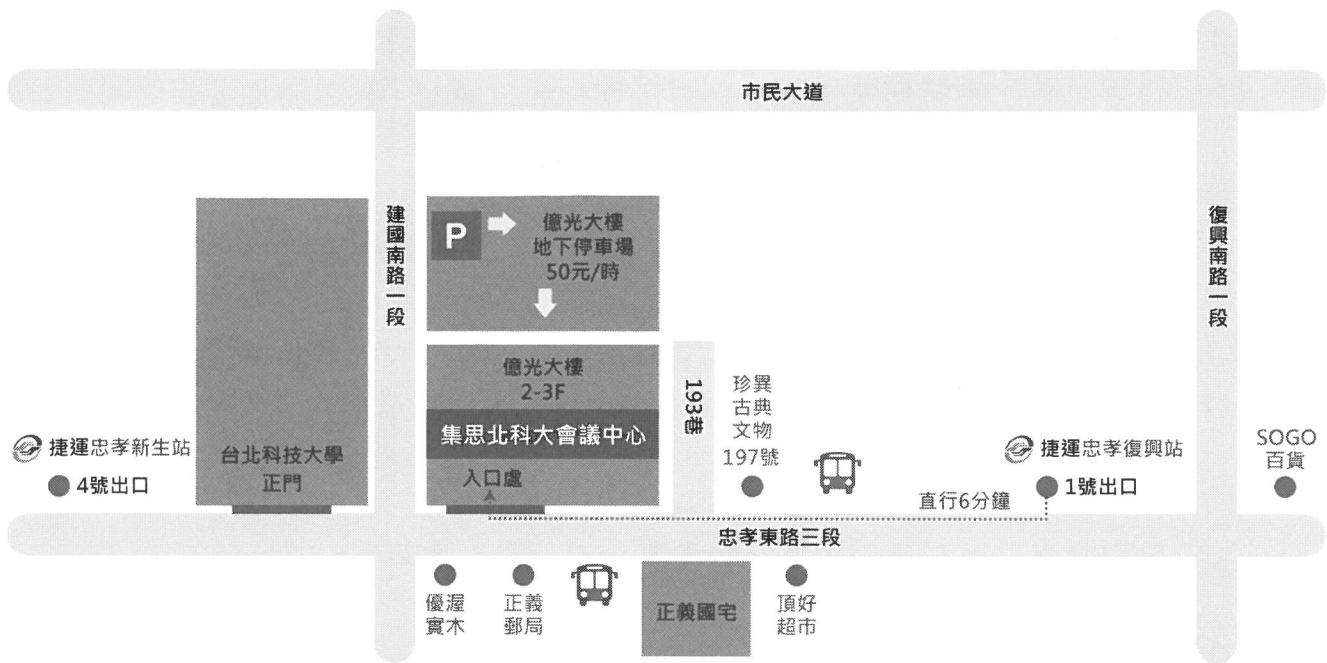 市民大道
建國南路一段
復興南路一段
P
億光大樓
地下停車場
50元/時
億光大樓
2-3F
集思北科大會議中心
入口處
193巷
珍異
古典
文物
197號
捷運忠孝新生站
4號出口
台北科技大學
正門
捷運忠孝復興站
1號出口
SOGO
百貨
直行6分鐘
忠孝東路三段
優渥
實木
正義
郵局
正義國宅
頂好
超市